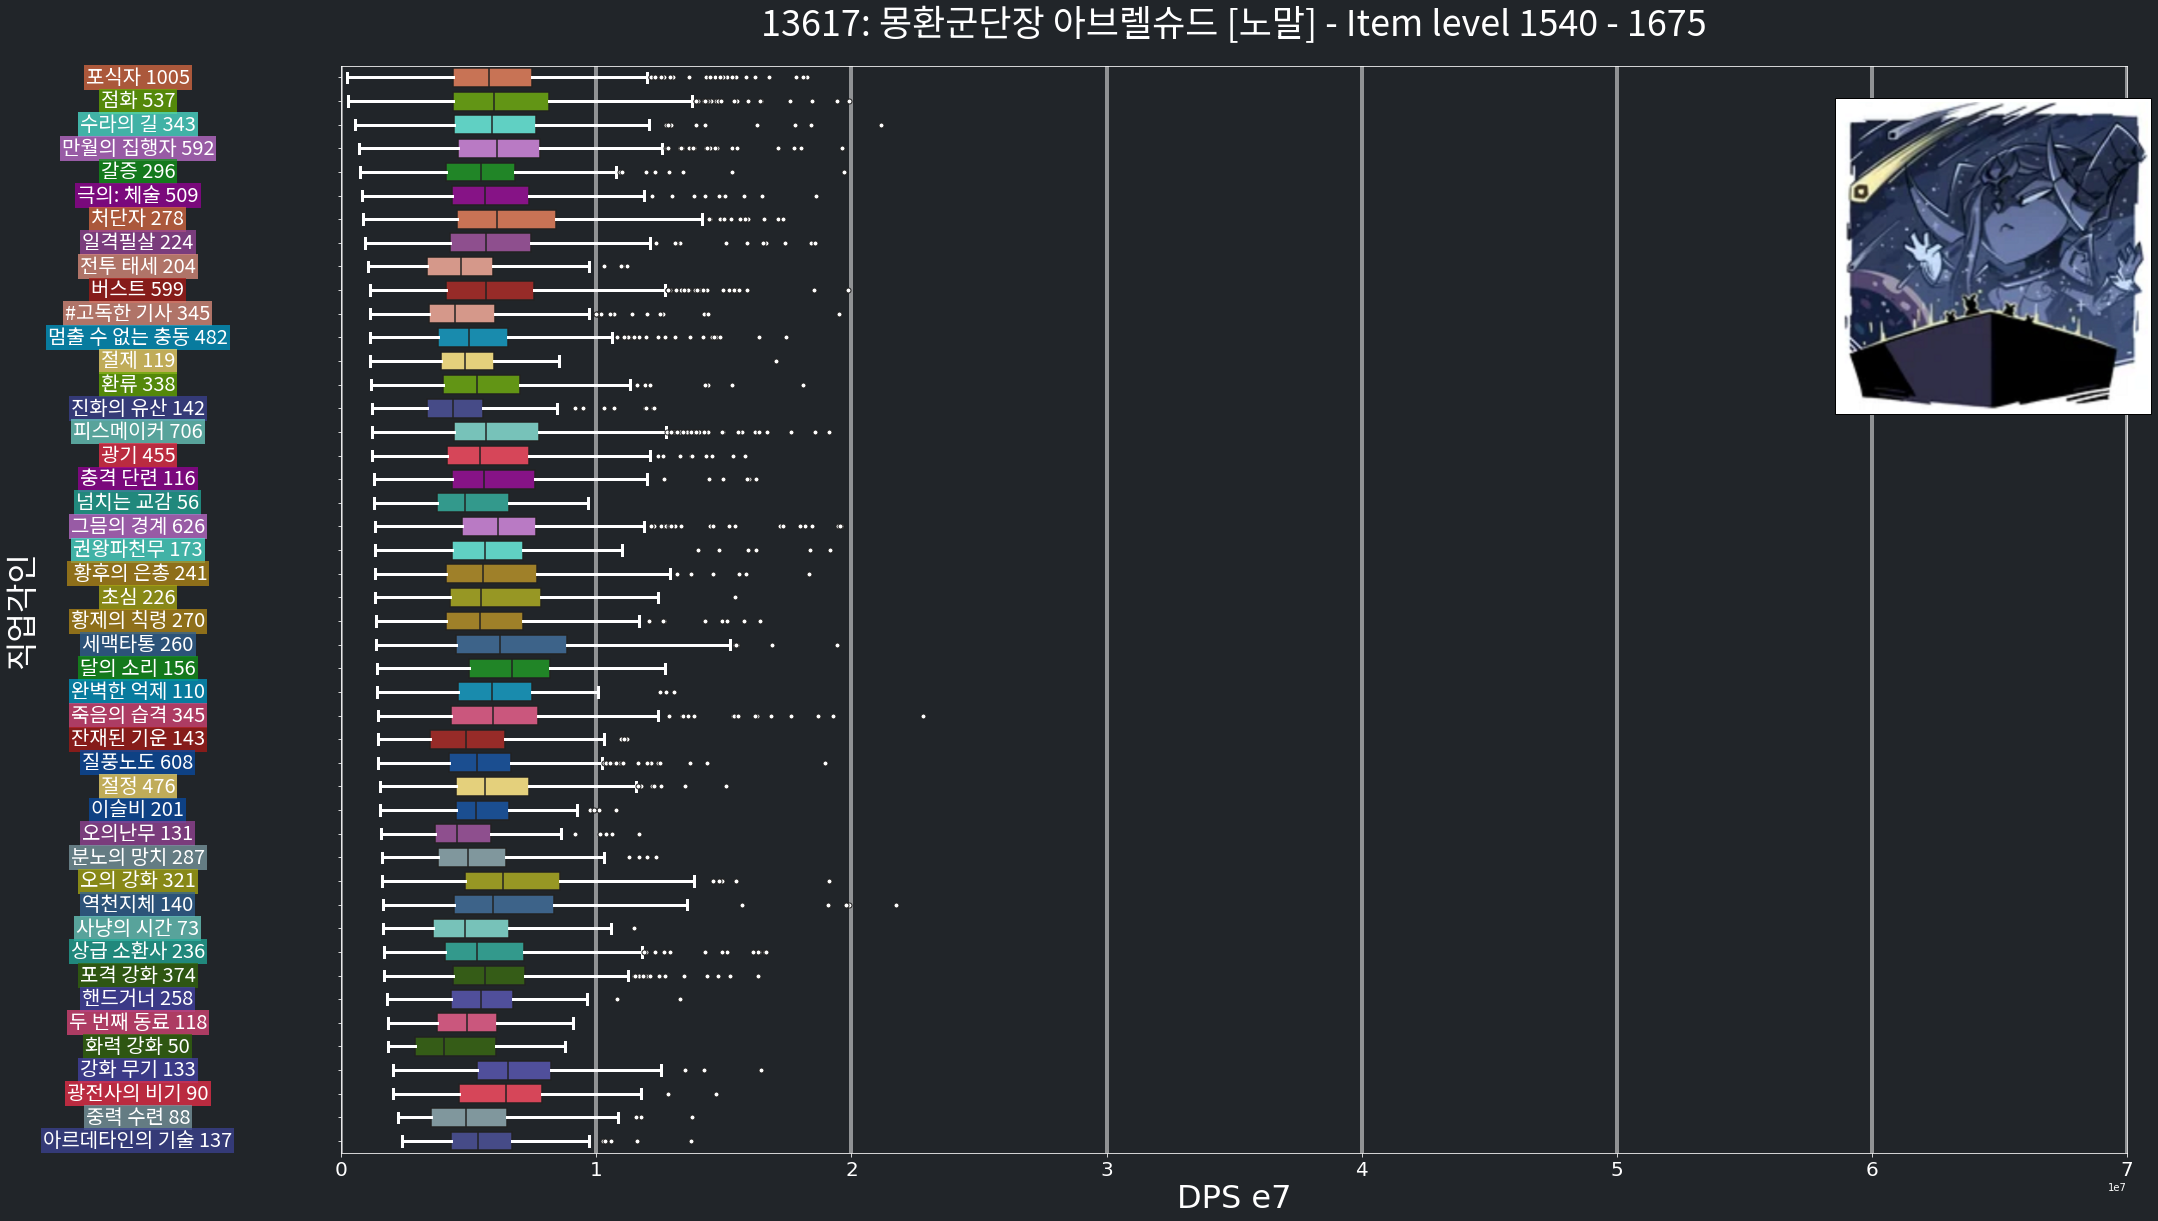 13617: 몽환군단장 아브렐슈드 [노말] - Item level 1540 - 1675
포식자 1005
점화 537
수라의 길 343
만월의 집행자 592
갈증 296
극의: 체술 509
처단자 278
일격필살 224
전투 태세 204
버스트 599
#고독한 기사 345
멈출 수 없는 충동 482
절제 119
환류 338
진화의 유산 142
피스메이커 706
광기 455
충격 단련 116
넘치는 교감 56
그믐의 경계 626
권왕파천무 173
황후의 은총 241
초심 226
황제의 칙령 270
세맥타통 260
달의 소리 156
완벽한 억제 110
죽음의 습격 345
잔재된 기운 143
질풍노도 608
절정 476
이슬비 201
오의난무 131
분노의 망치 287
오의 강화 321
역천지체 140
사냥의 시간 73
상급 소환사 236
포격 강화 374
핸드거너 258
두 번째 동료 118
화력 강화 50
강화 무기 133
광전사의 비기 90
중력 수련 88
아르데타인의 기술 137
직업각인
0 1 2 3 4 5 6 7
1e7
DPS e7